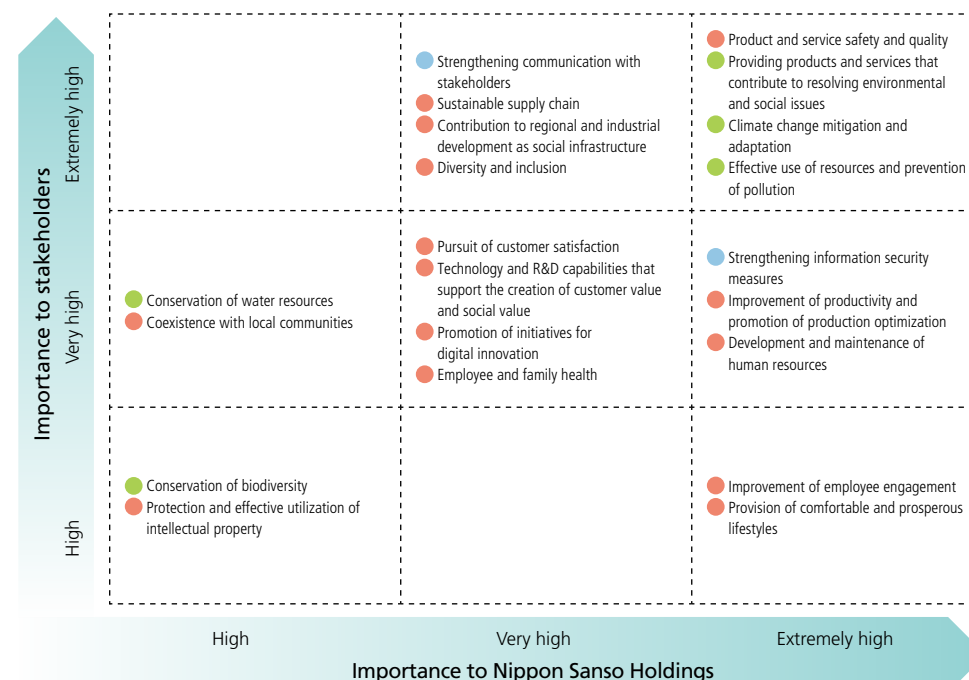 Importance to stakeholders
Extremely high
Very high
High
Strengthening communication with
stakeholders
Sustainable supply chain
Contribution to regional and industrial
development as social infrastructure
Diversity and inclusion
Product and service safety and quality
Providing products and services that
contribute to resolving environmental
and social issues
Climate change mitigation and
adaptation
Effective use of resources and prevention
of pollution
Conservation of water resources
Coexistence with local communities
Pursuit of customer satisfaction
Technology and R&D capabilities that
support the creation of customer value
and social value
Promotion of initiatives for
digital innovation
Employee and family health
Strengthening information security
measures
Improvement of productivity and
promotion of production optimization
Development and maintenance of
human resources
Conservation of biodiversity
Protection and effective utilization of
intellectual property
Improvement of employee engagement
Provision of comfortable and prosperous
lifestyles
High
Very high
Extremely high
Importance to Nippon Sanso Holdings